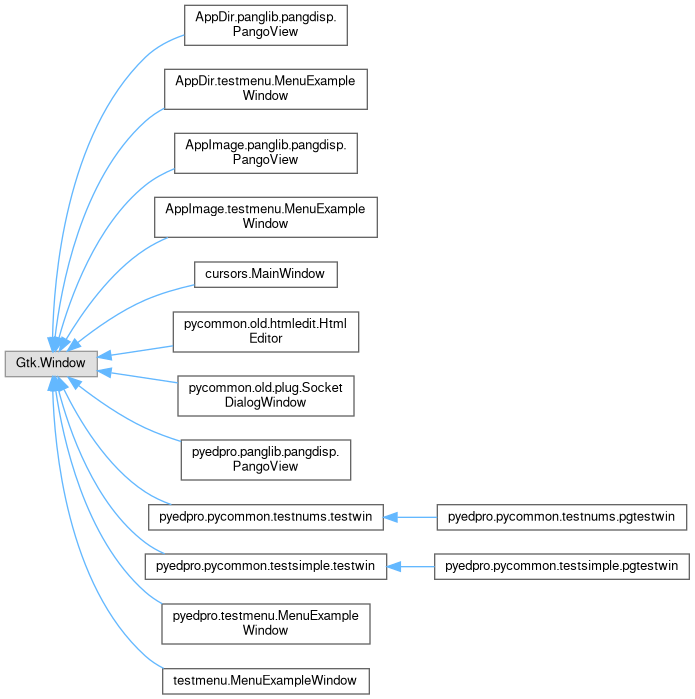 AppDir.panglib.pangdisp.
PangoView
AppDir.testmenu.MenuExample
Window
AppImage.panglib.pangdisp.
PangoView
AppImage.testmenu.MenuExample
Window
cursors.MainWindow
pycommon.old.htmledit.Html
Editor
Gtk.Window
pycommon.old.plug.Socket
DialogWindow
pyedpro.panglib.pangdisp.
PangoView
pyedpro.pycommon.testnums.testwin
pyedpro.pycommon.testnums.pgtestwin
pyedpro.pycommon.testsimple.testwin
pyedpro.pycommon.testsimple.pgtestwin
pyedpro.testmenu.MenuExample
Window
testmenu.MenuExampleWindow